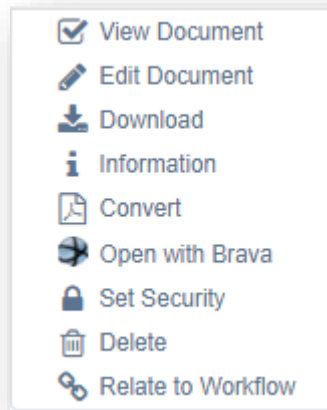 View Document
Edit Document
Download
Information
Convert
Open with Brava
Set Security
Delete
Relate to Workflow